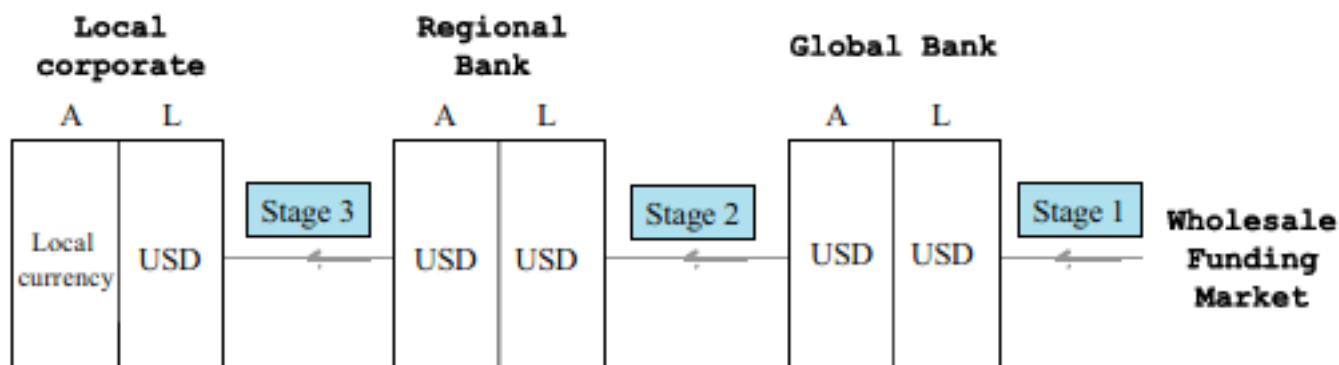 Local
corporate
Regional
Bank
Global Bank
A L
A L
A L
Local
currency
USD
Stage 3
USD
USD
Stage 2
USD
USD
Stage 1
Wholesale
Funding
Market